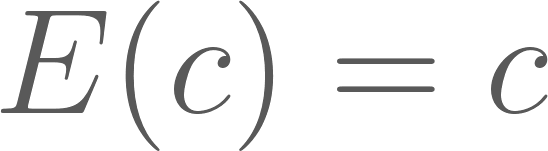 E(c) = c